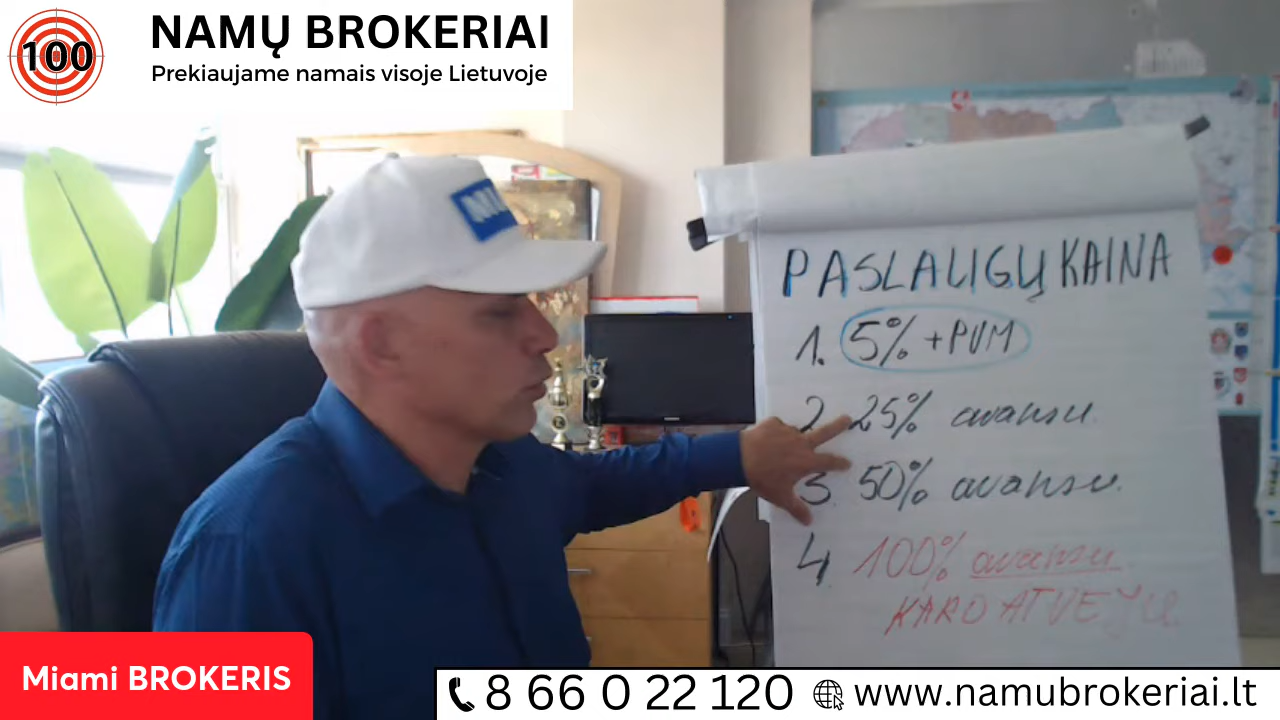 100
NAMŲ BROKERIAI
Prekiaujame namais visoje Lietuvoje
PASLAUGŲ KAINA
1. 5% + PVM
2 25% avansu.
3. 50% avansu.
4 100% avansu
KARO ATVEJU.
Miami BROKERIS
8 66 0 22 120
www.namubrokeriai.lt